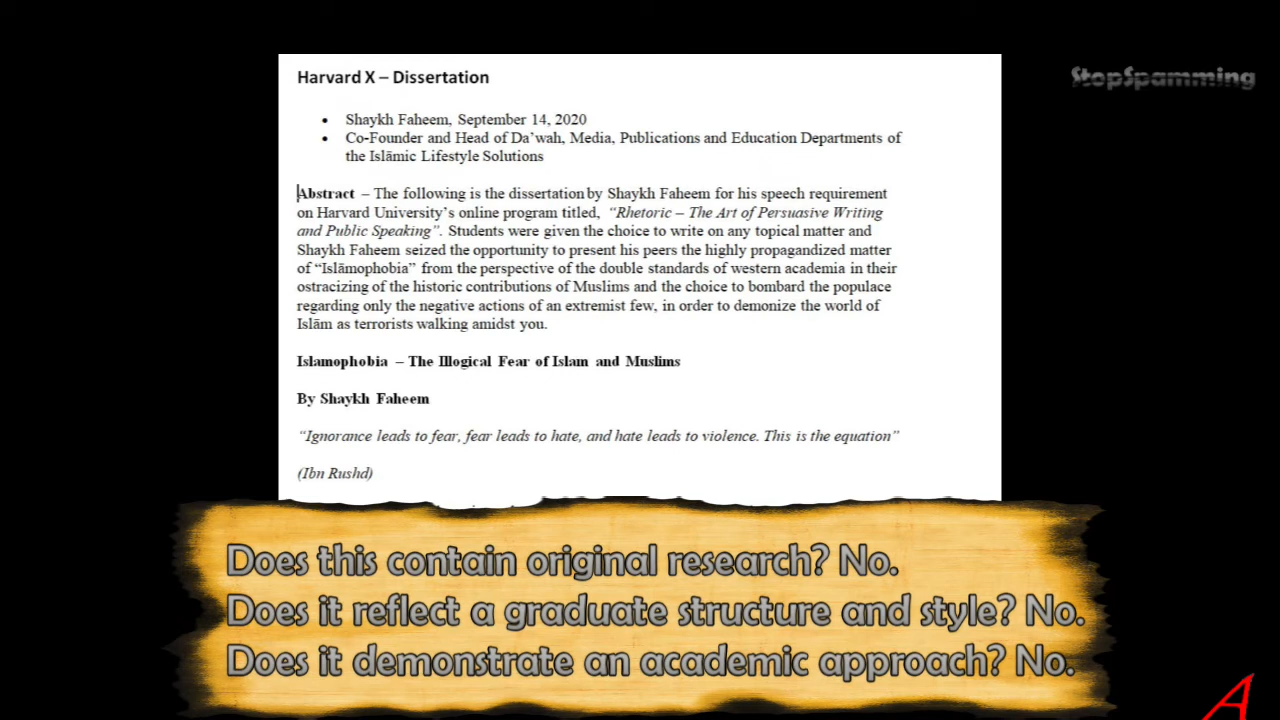 Harvard X – Dissertation
StopSpamming
• Shaykh Faheem, September 14, 2020
• Co-Founder and Head of Da’wah, Media, Publications and Education Departments of
the Islāmic Lifestyle Solutions
Abstract – The following is the dissertation by Shaykh Faheem for his speech requirement
on Harvard University’s online program titled, “Rhetoric – The Art of Persuasive Writing
and Public Speaking”. Students were given the choice to write on any topical matter and
Shaykh Faheem seized the opportunity to present his peers the highly propagandized matter
of “Islāmophobia” from the perspective of the double standards of western academia in their
ostracizing of the historic contributions of Muslims and the choice to bombard the populace
regarding only the negative actions of an extremist few, in order to demonize the world of
Islām as terrorists walking amidst you.
Islamophobia – The Illogical Fear of Islam and Muslims
By Shaykh Faheem
“Ignorance leads to fear, fear leads to hate, and hate leads to violence. This is the equation”
(Ibn Rushd)
Does this contain original research? No.
Does it reflect a graduate structure and style? No.
Does it demonstrate an academic approach? No.
A